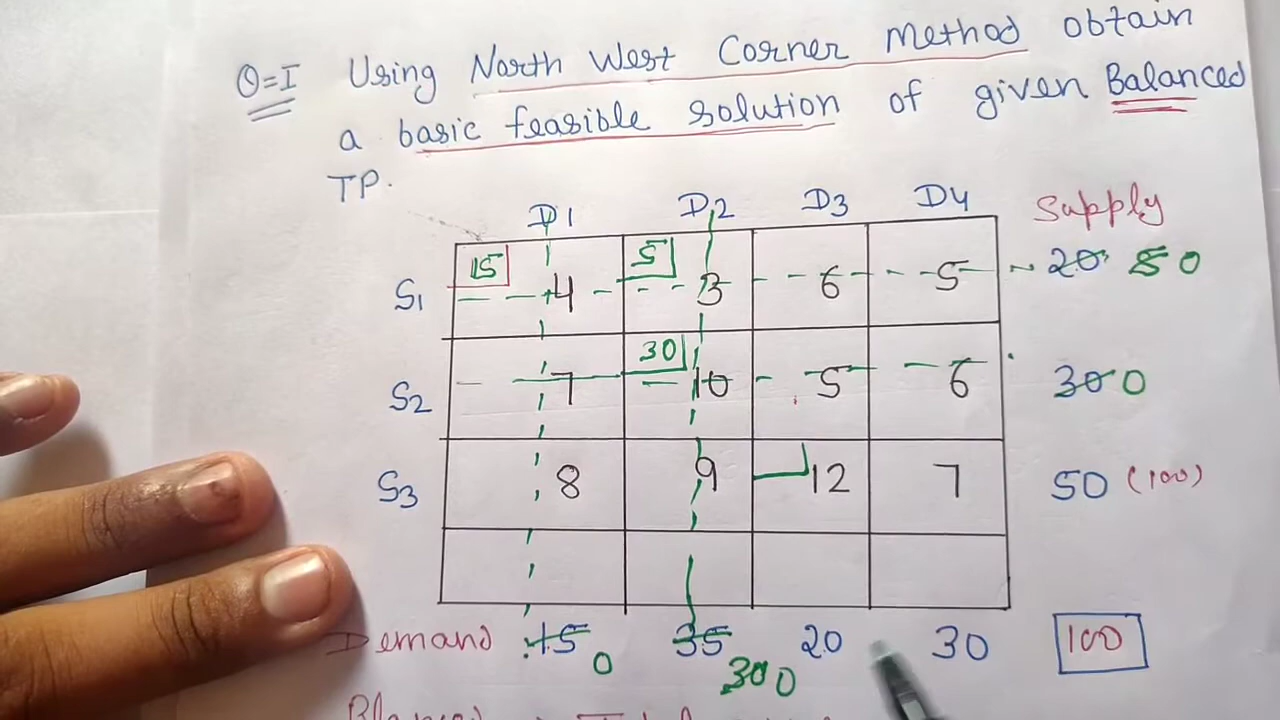 Q=I Using North West Corner Method obtain
a basic feasible solution of given Balanced
TP.
D1 D2 D3 D4 Supply
S1 15 4 5 3 6 5 20 5 0
S2 7 30 10 5 6 30 0
S3 8 9 12 7 50 (100)
Demand 15 0 35 30 0 20 30 100